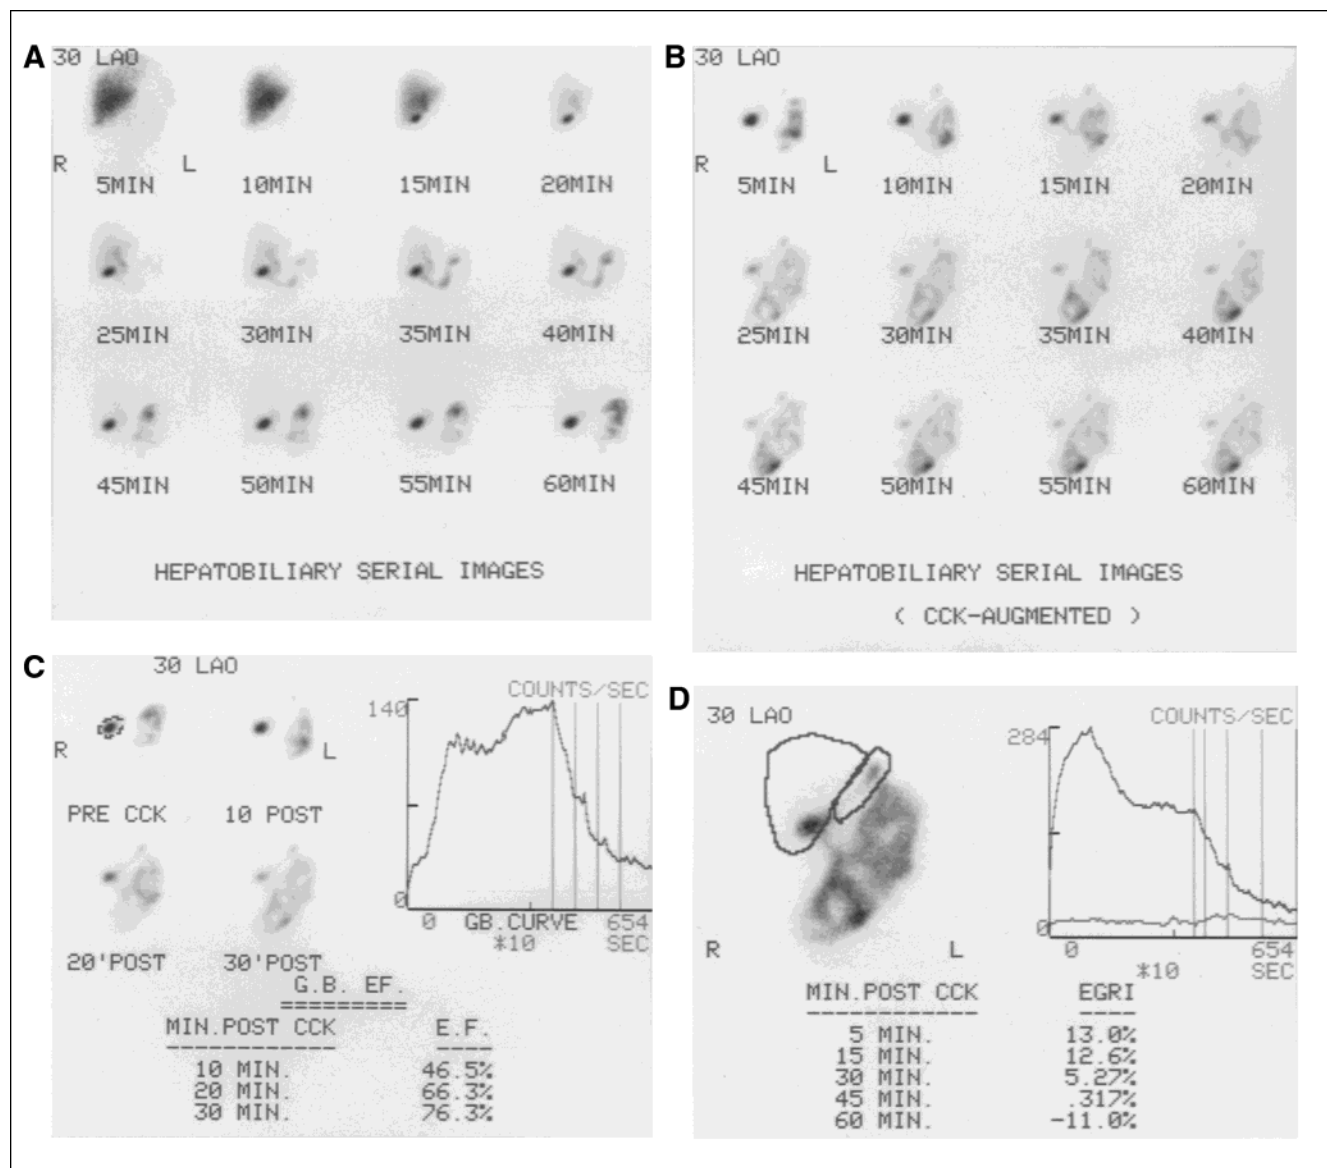 A
30 LAO
R L
5MIN 10MIN 15MIN 20MIN
25MIN 30MIN 35MIN 40MIN
45MIN 50MIN 55MIN 60MIN
HEPATOBILIARY SERIAL IMAGES
B
30 LAO
R L
5MIN 10MIN 15MIN 20MIN
25MIN 30MIN 35MIN 40MIN
45MIN 50MIN 55MIN 60MIN
HEPATOBILIARY SERIAL IMAGES
( CCK-AUGMENTED )
C
30 LAO
COUNTS/SEC
140
R L
PRE CCK 10 POST
0
0 GB.CURVE 654
*10 SEC
20'POST 30'POST
G.B. EF.
=========
MIN.POST CCK E.F.
------------ ----
10 MIN. 46.5%
20 MIN. 66.3%
30 MIN. 76.3%
D
30 LAO
COUNTS/SEC
284
0
R L
0 654
*10 SEC
MIN.POST CCK EGRI
------------ ----
5 MIN. 13.0%
15 MIN. 12.6%
30 MIN. 5.27%
45 MIN. .317%
60 MIN. -11.0%